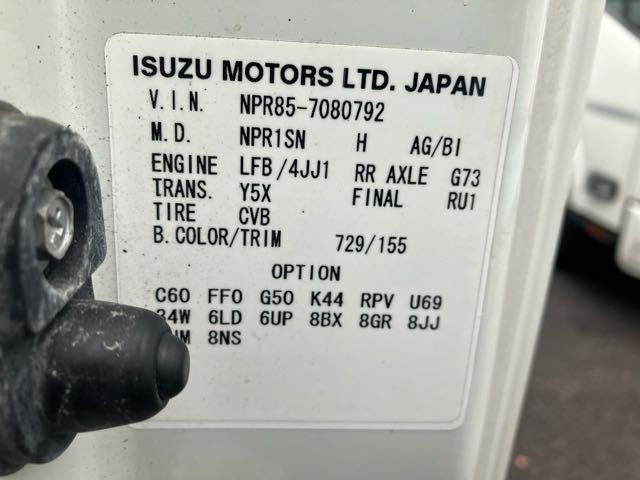 ISUZU MOTORS LTD. JAPAN
V.I.N. NPR85-7080792
M.D. NPR1SN H AG/BI
ENGINE LFB/4JJ1 RR AXLE G73
TRANS. Y5X FINAL RU1
TIRE CVB
B.COLOR/TRIM 729/155
OPTION
C60 FF0 G50 K44 RPV U69
34W 6LD 6UP 8BX 8GR 8JJ
8NS